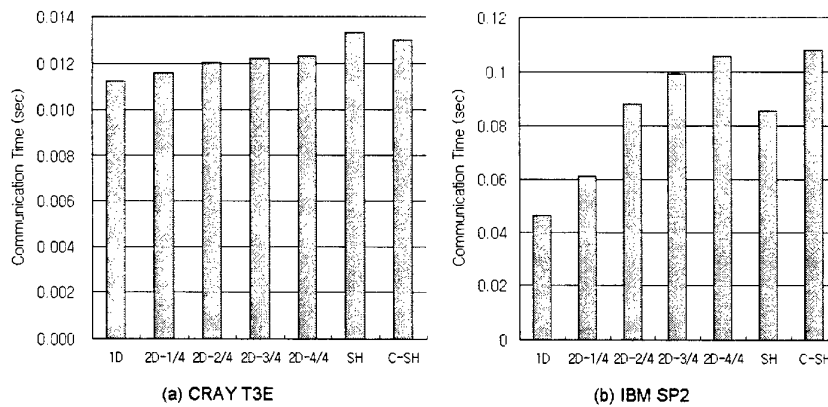 Communication Time (sec)
0.014
0.012
0.010
0.008
0.006
0.004
0.002
0.000
1D 2D-1/4 2D-2/4 2D-3/4 2D-4/4 SH C-SH
(a) CRAY T3E
Communication Time (sec)
0.12
0.1
0.08
0.06
0.04
0.02
0
1D 2D-1/4 2D-2/4 2D-3/4 2D-4/4 SH C-SH
(b) IBM SP2